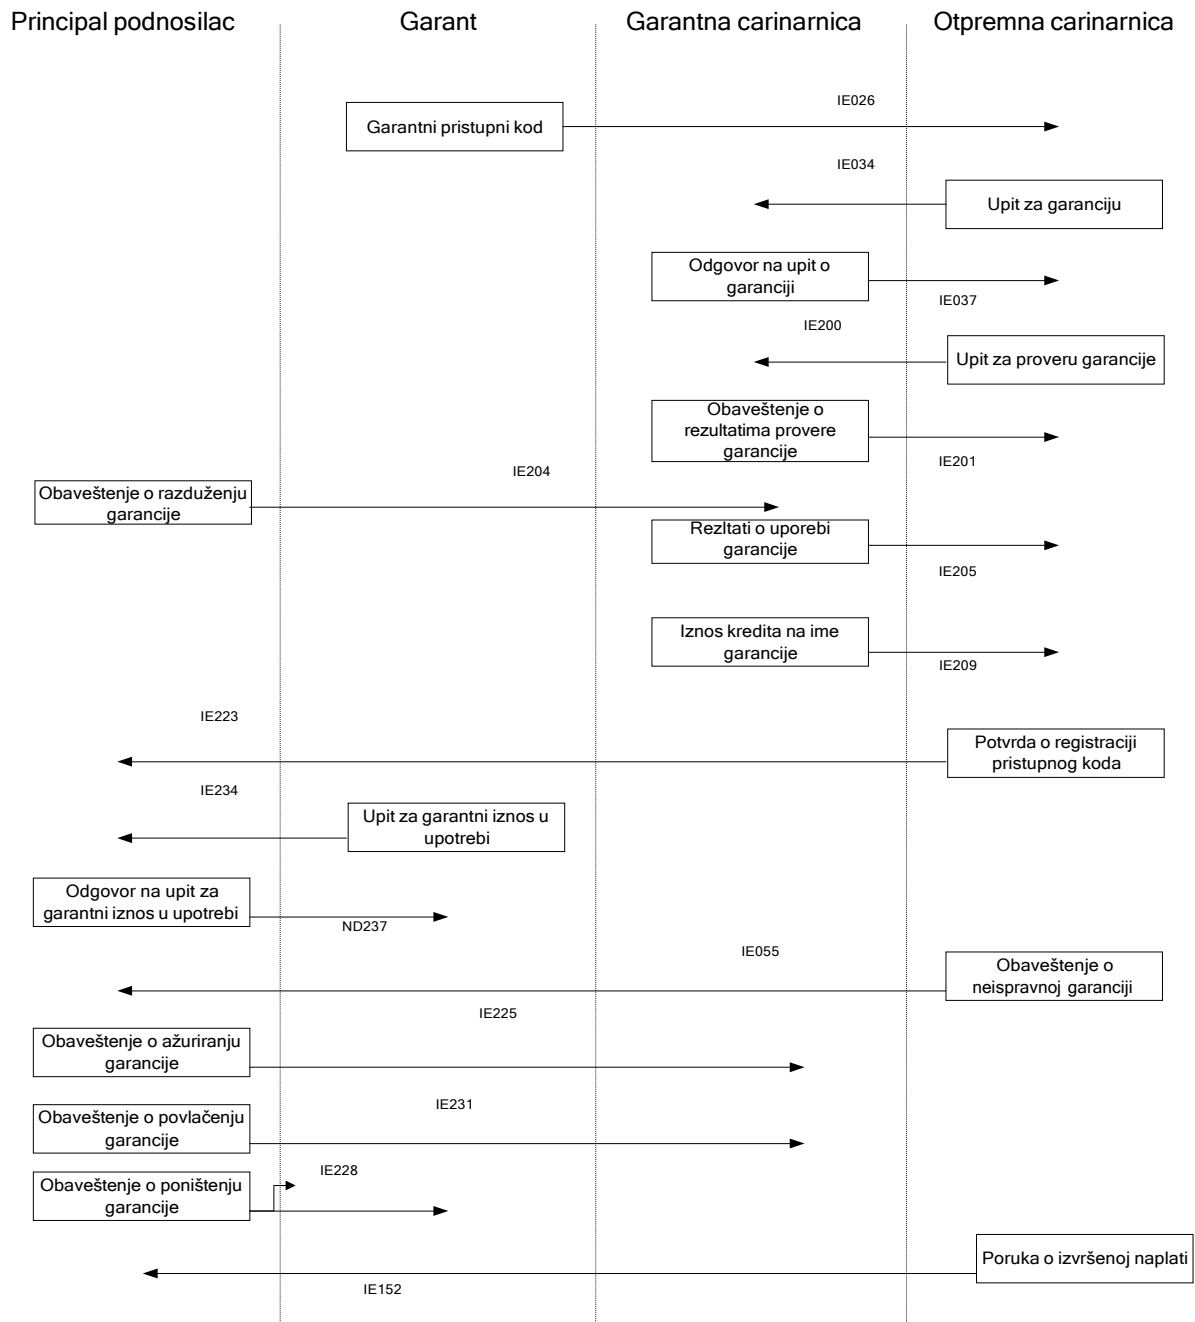 Principal podnosilac
Garant
Garantna carinarnica
Otpremna carinarnica
IE026
Garantni pristupni kod
IE034
Upit za garanciju
Odgovor na upit o
garanciji
IE037
IE200
Upit za proveru garancije
Obaveštenje o
rezultatima provere
garancije
IE201
IE204
Obaveštenje o razduženju
garancije
Rezltati o uporebi
garancije
IE205
Iznos kredita na ime
garancije
IE209
IE223
Potvrda o registraciji
pristupnog koda
IE234
Upit za garantni iznos u
upotrebi
Odgovor na upit za
garantni iznos u upotrebi
ND237
IE055
Obaveštenje o
neispravnoj garanciji
IE225
Obaveštenje o ažuriranju
garancije
IE231
Obaveštenje o povlačenju
garancije
IE228
Obaveštenje o poništenju
garancije
Poruka o izvršenoj naplati
IE152